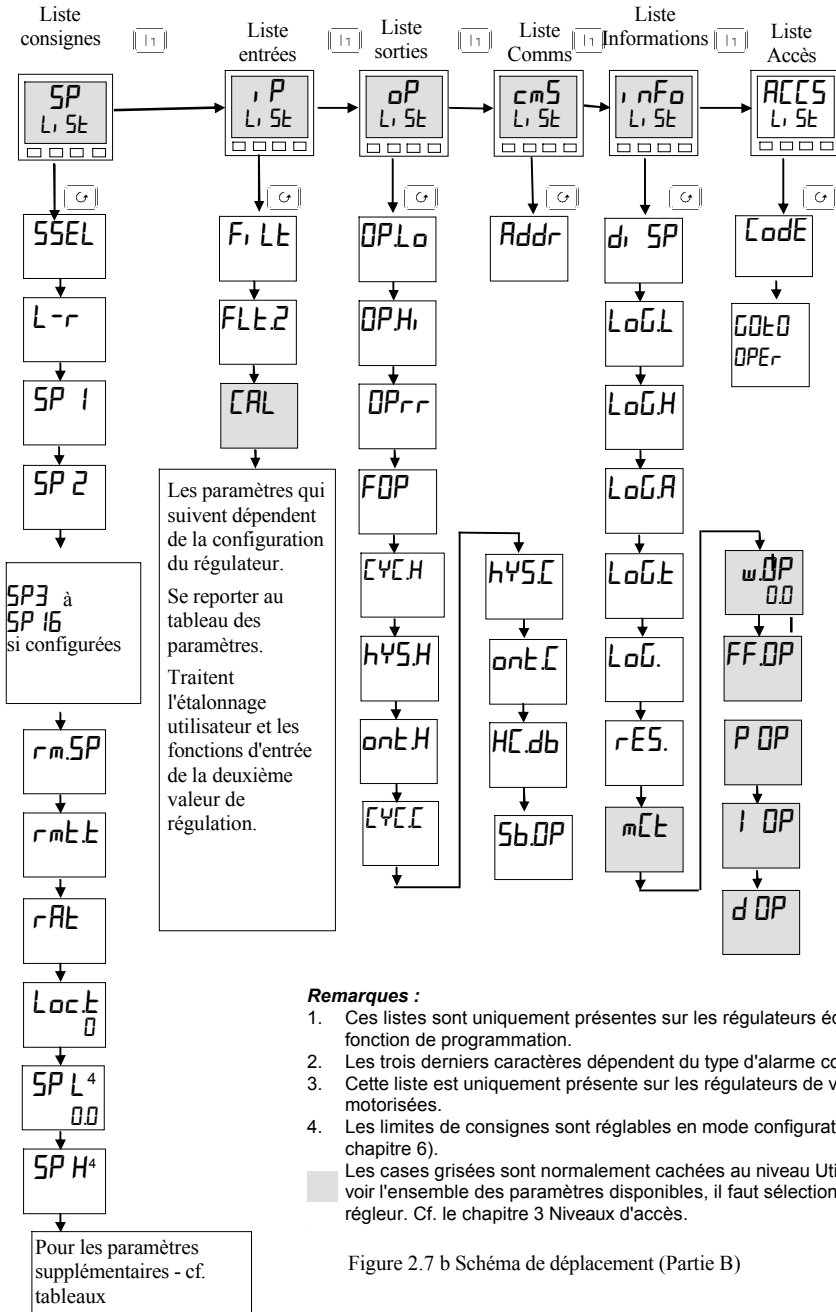 Liste
consignes
Liste
entrées
Liste
sorties
Liste
Comms
Liste
Informations
Liste
Accès
SP
LiSt
iP
LiSt
oP
LiSt
cmS
LiSt
inFo
LiSt
ACCS
LiSt
SSEL
L-r
SP 1
SP 2
SP3 à
SP16
si configurées
rm.SP
rmt.t
rAt
Loc.t
0
SP L⁴
0.0
SP H⁴
Pour les paramètres
supplémentaires - cf.
tableaux
FiLt
FLt.2
CAL
Les paramètres qui
suivent dépendent
de la configuration
du régulateur.
Se reporter au
tableau des
paramètres.
Traitent
l'étalonnage
utilisateur et les
fonctions d'entrée
de la deuxième
valeur de
régulation.
OP.Lo
OP.Hi
OPrr
FOP
CYC.H
hYS.H
ont.H
CYC.C
hYS.C
ont.C
HC.db
Sb.OP
Addr
diSP
LoG.L
LoG.H
LoG.A
LoG.t
LoG.
rES.
mCt
w.OP
0.0
FF.OP
P OP
I OP
d OP
CodE
GOtO
OPEr
Remarques :
1. Ces listes sont uniquement présentes sur les régulateurs
fonction de programmation.
2. Les trois derniers caractères dépendent du type d'alarme
3. Cette liste est uniquement présente sur les régulateurs de
motorisées.
4. Les limites de consignes sont réglables en mode
chapitre 6).
Les cases grisées sont normalement cachées au niveau
voir l'ensemble des paramètres disponibles, il faut
régleur. Cf. le chapitre 3 Niveaux d'accès.
Figure 2.7 b Schéma de déplacement (Partie B)